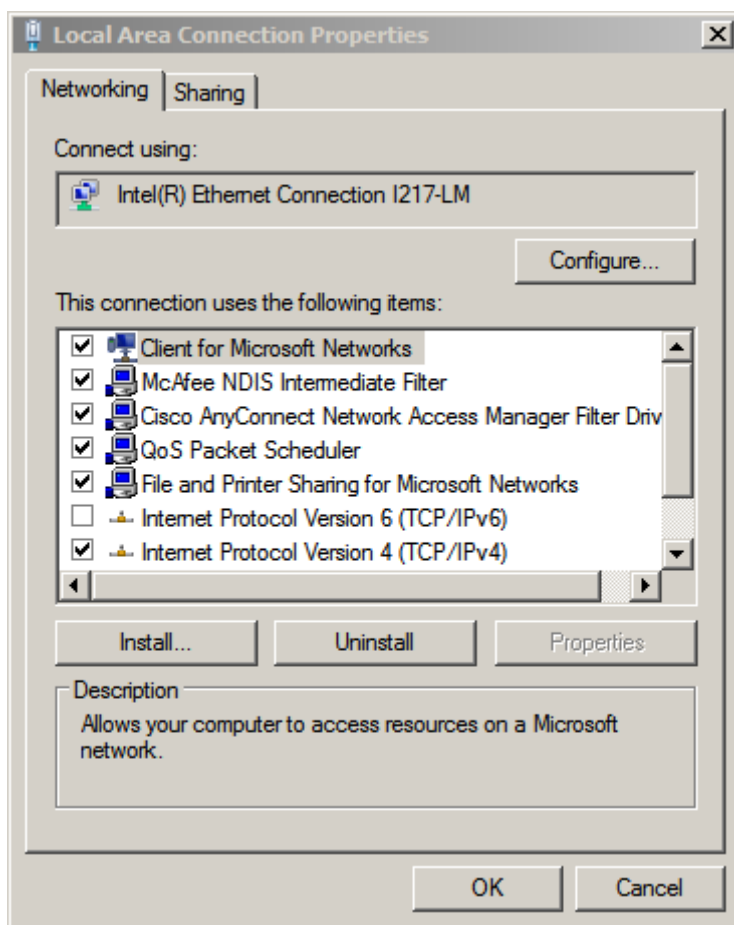 Local Area Connection Properties
Networking
Sharing
Connect using:
Intel(R) Ethernet Connection I217-LM
Configure...
This connection uses the following items:
Client for Microsoft Networks
McAfee NDIS Intermediate Filter
Cisco AnyConnect Network Access Manager Filter Driv
QoS Packet Scheduler
File and Printer Sharing for Microsoft Networks
Internet Protocol Version 6 (TCP/IPv6)
Internet Protocol Version 4 (TCP/IPv4)
Install...
Uninstall
Properties
Description
Allows your computer to access resources on a Microsoft
network.
OK
Cancel